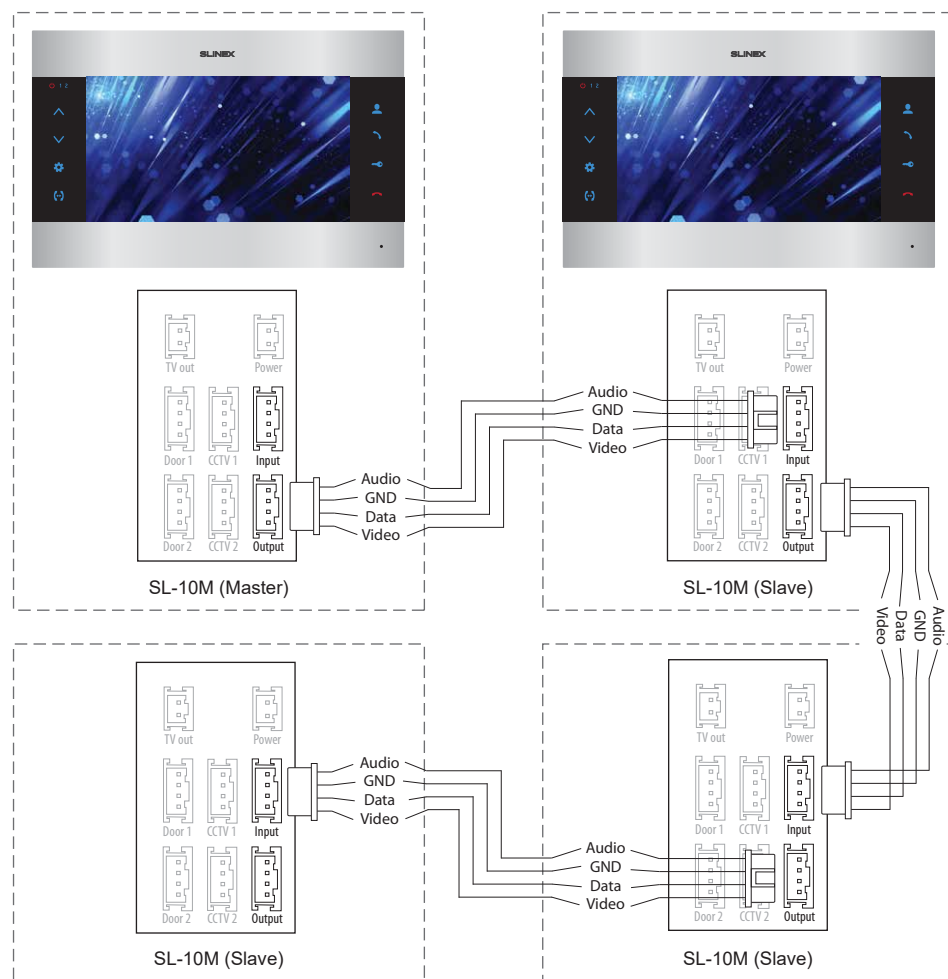 SLINEX
1 2
TV out
Power
Door 1
CCTV 1
Input
Door 2
CCTV 2
Output
Audio
GND
Data
Video
SL-10M (Master)
SLINEX
1 2
TV out
Power
Audio
GND
Data
Video
Door 1
CCTV 1
Input
Door 2
CCTV 2
Output
SL-10M (Slave)
Video
Data
GND
Audio
TV out
Power
Audio
GND
Data
Video
Door 1
CCTV 1
Input
Door 2
CCTV 2
Output
SL-10M (Slave)
TV out
Power
Door 1
CCTV 1
Input
Audio
GND
Data
Video
Door 2
CCTV 2
Output
SL-10M (Slave)